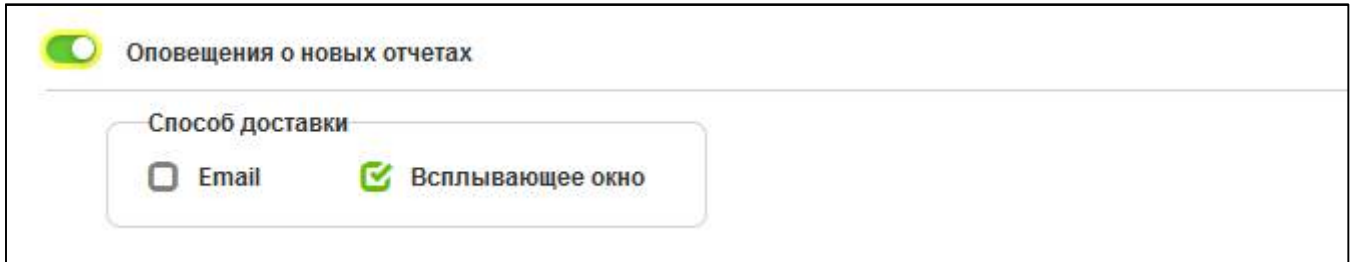 Оповещения о новых отчетах
Способ доставки
Email Всплывающее окно